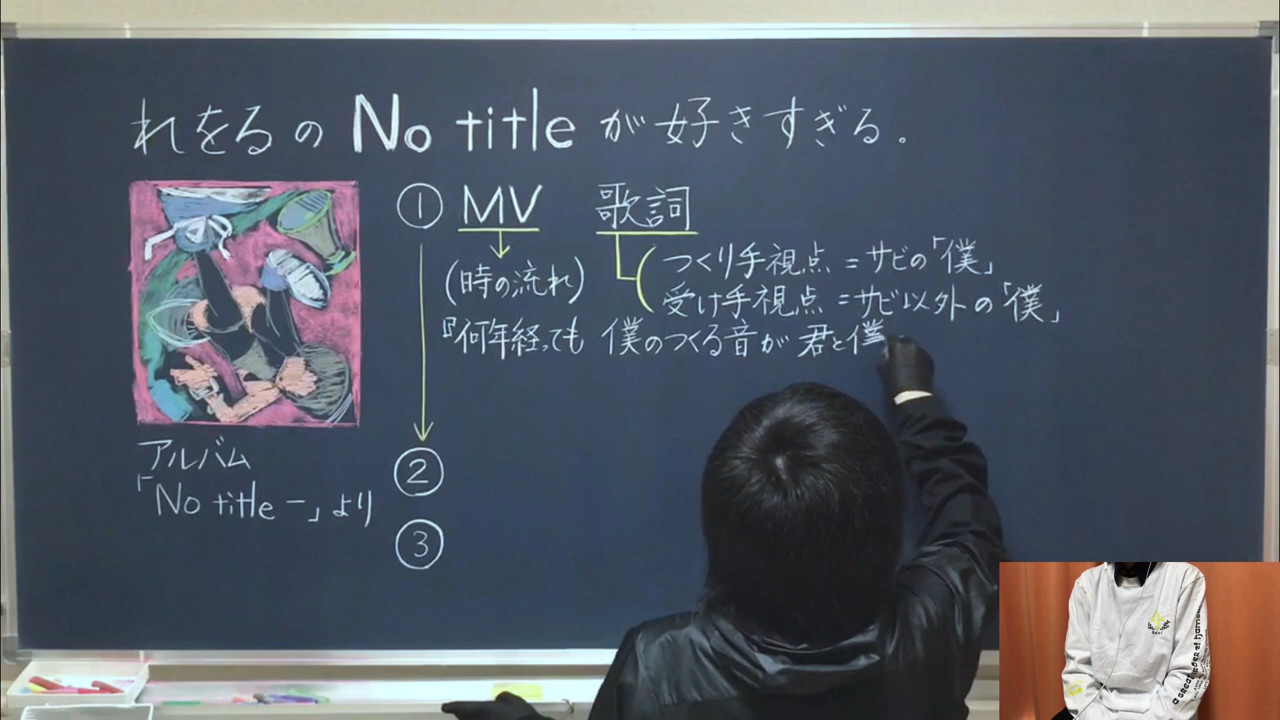 れをるの No title が好きすぎる。
① MV 歌詞
つくり手視点 = サビの「僕」
(時の流れ)
受け手視点 = サビ以外の「僕」
『何年経っても 僕のつくる音が 君と僕
アルバム
「No title -」より
②
③